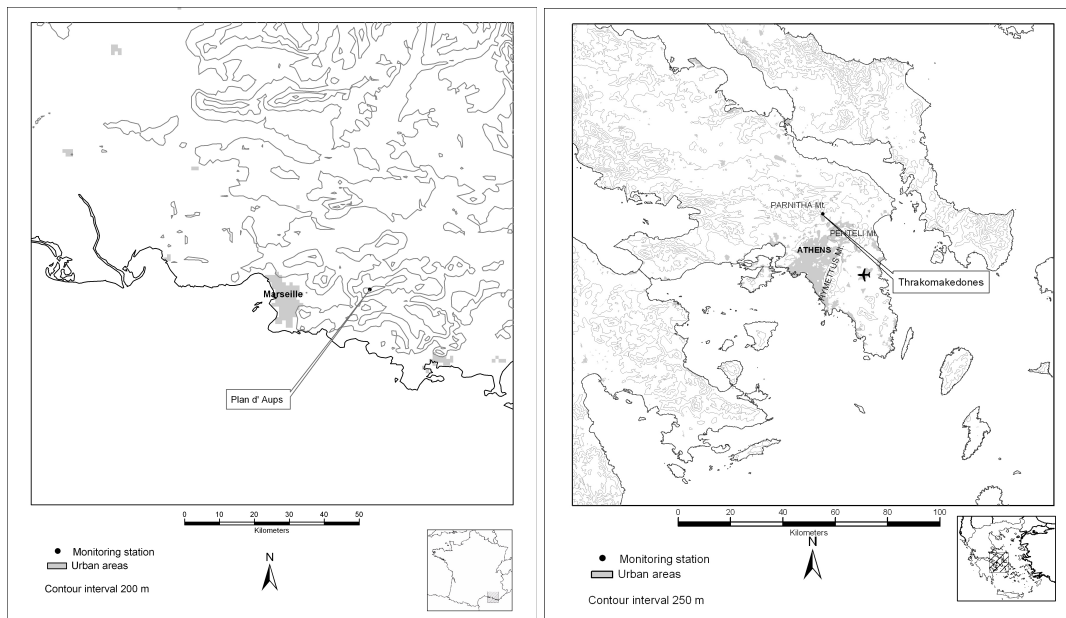 Marseille
Plan d' Aups
0 10 20 30 40 50
Kilometers
Monitoring station
Urban areas
N
Contour interval 200 m
PARNITHA Mt.
PENTELI Mt.
ATHENS
HYMETTUS Mt.
Thrakomakedones
0 20 40 60 80 100
Kilometers
Monitoring station
Urban areas
N
Contour interval 250 m